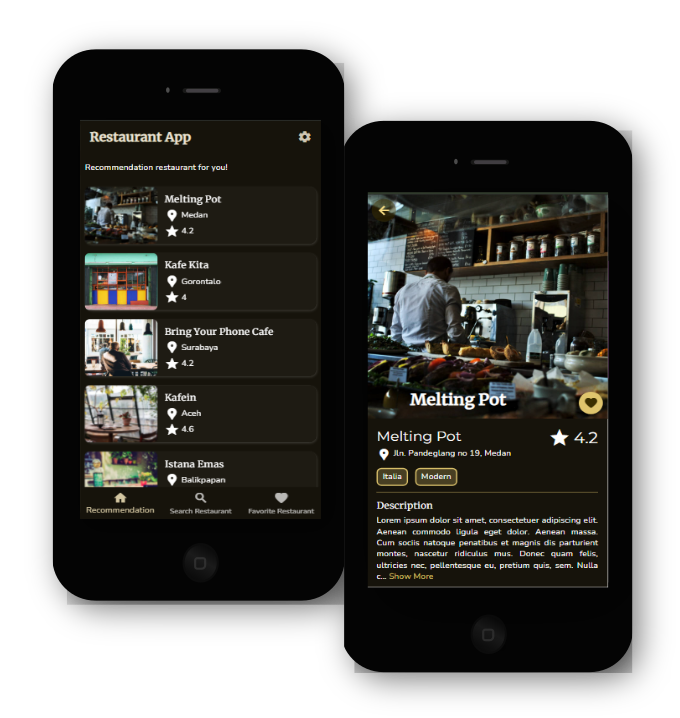 Restaurant App
Recommendation restaurant for you!
Melting Pot
Medan
4.2
Kafe Kita
Gorontalo
4
Bring Your Phone Cafe
Surabaya
4.2
Kafein
Aceh
4.6
Istana Emas
Balikpapan
Recommendation
Search Restaurant
Favorite Restaurant
Melting Pot
Melting Pot
4.2
Jln. Pandeglang no 19, Medan
Italia
Modern
Description
Lorem ipsum dolor sit amet, consectetuer adipiscing elit.
Aenean commodo ligula eget dolor. Aenean massa.
Cum sociis natoque penatibus et magnis dis parturient
montes, nascetur ridiculus mus. Donec quam felis,
ultricies nec, pellentesque eu, pretium quis, sem. Nulla
c... Show More